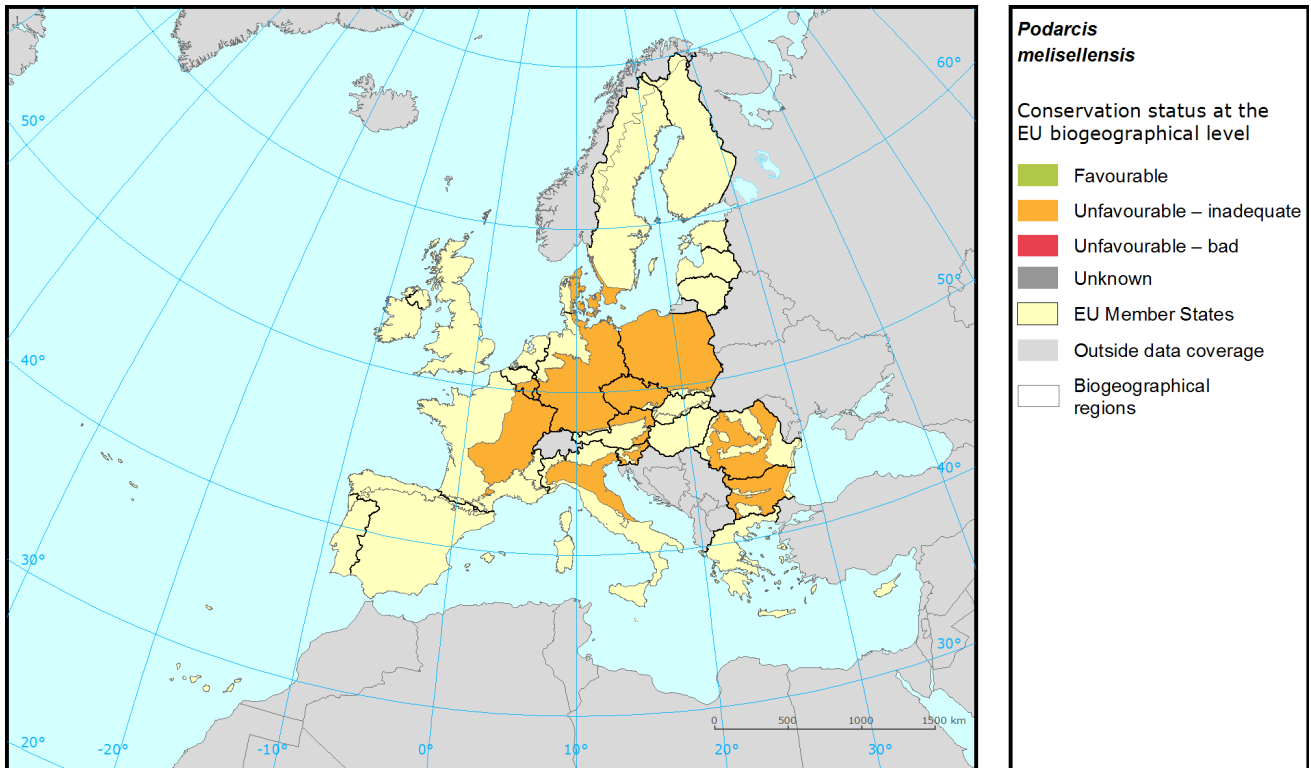 Podarcis
melisellensis
Conservation status at the
EU biogeographical level
Favourable
Unfavourable – inadequate
Unfavourable – bad
Unknown
EU Member States
Outside data coverage
Biogeographical
regions
60°
50°
50°
40°
40°
30°
30°
20°
-20°
-10°
0°
10°
20°
30°
0
500
1000
1500 km